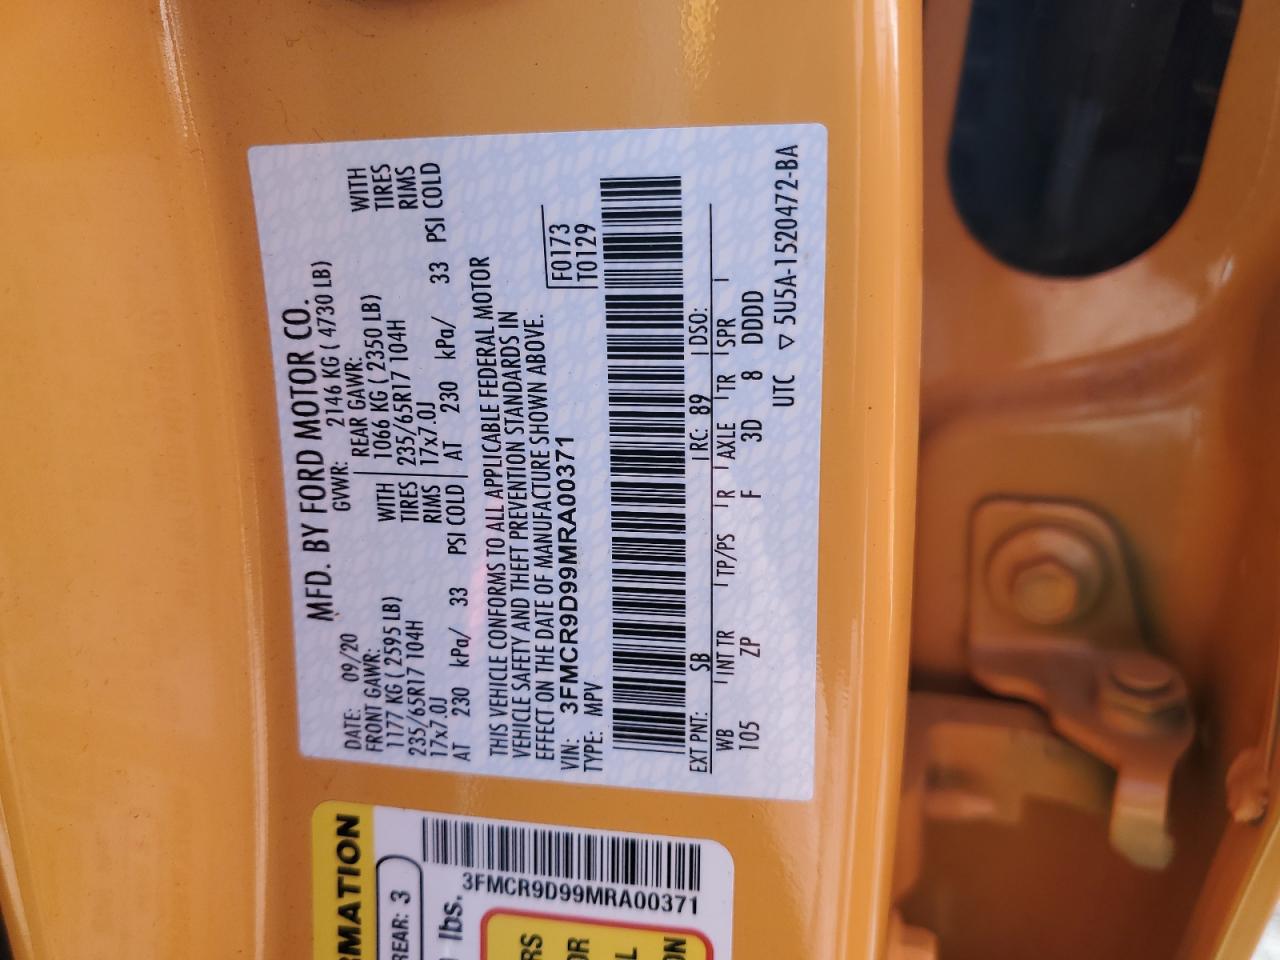 MFD. BY FORD MOTOR CO.
DATE: 09/20 GVWR: 2146 KG ( 4730 LB)
FRONT GAWR: REAR GAWR:
1177 KG ( 2595 LB) WITH 1066 KG ( 2350 LB) WITH
235/65R17 104H TIRES 235/65R17 104H TIRES
17x7.0J RIMS 17x7.0J RIMS
AT 230 kPa/ 33 PSI COLD AT 230 kPa/ 33 PSI COLD
THIS VEHICLE CONFORMS TO ALL APPLICABLE FEDERAL MOTOR
VEHICLE SAFETY AND THEFT PREVENTION STANDARDS IN
EFFECT ON THE DATE OF MANUFACTURE SHOWN ABOVE.
VIN: 3FMCR9D99MRA00371 F0173
TYPE: MPV T0129
EXT PNT: SB RC: 89 DSO:
WB INT TR TP/PS R AXLE TR SPR
105 ZP F 3D 8 DDDD
UTC ▽ 5U5A-1520472-BA
RMATION
REAR: 3
lbs.
3FMCR9D99MRA00371
RS
OR
L
ON